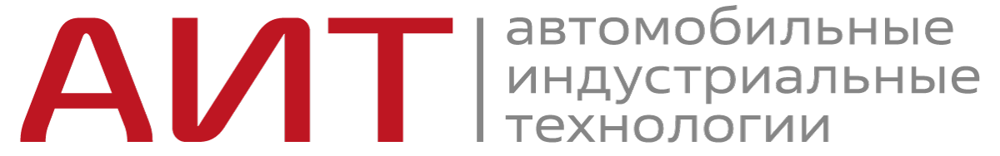 АИТ
автомобильные
индустриальные
технологии